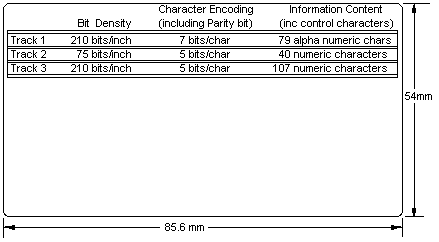 Character Encoding Information Content
Bit Density (including Parity bit) (inc control characters)
Track 1 210 bits/inch 7 bits/char 79 alpha numeric chars
Track 2 75 bits/inch 5 bits/char 40 numeric characters
Track 3 210 bits/inch 5 bits/char 107 numeric characters
54mm
85.6 mm